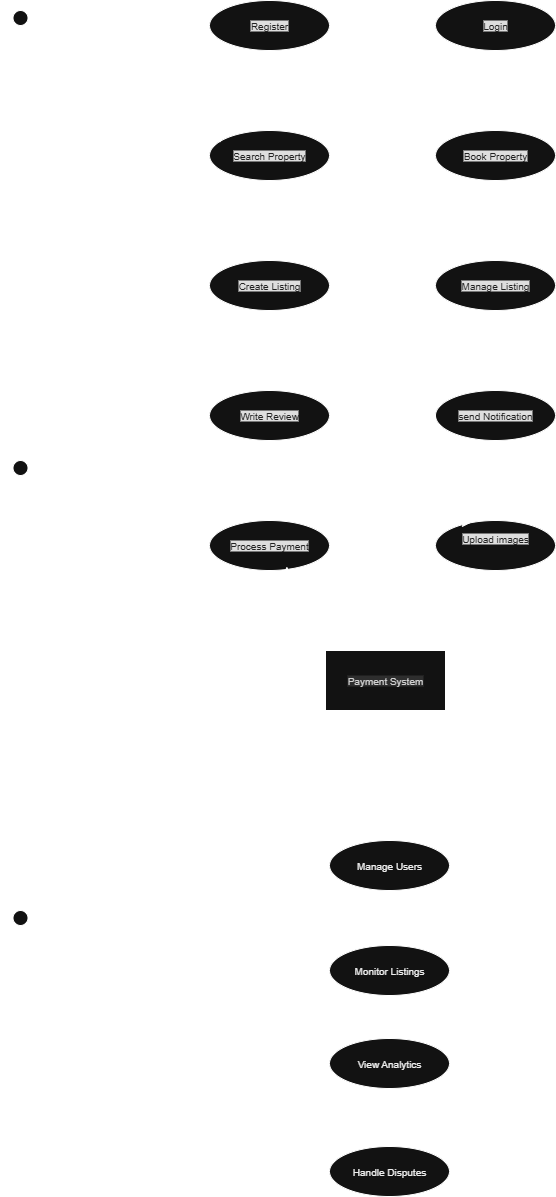 Register
Login
Search Property
Book Property
Create Listing
Manage Listing
Write Review
send Notification
Process Payment
Upload images
Payment System
Manage Users
Monitor Listings
View Analytics
Handle Disputes